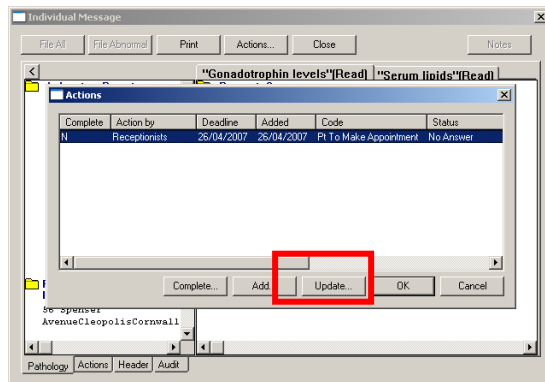 Individual Message
File All File Abnormal Print Actions... Close Notes
"Gonadotrophin levels"(Read) "Serum lipids"(Read)
Actions
Complete Action by Deadline Added Code Status
N Receptionists 26/04/2007 26/04/2007 Pt To Make Appointment No Answer
Complete... Add... Update... OK Cancel
56 Spenser
AvenueCleopolisCornwall
Pathology Actions Header Audit